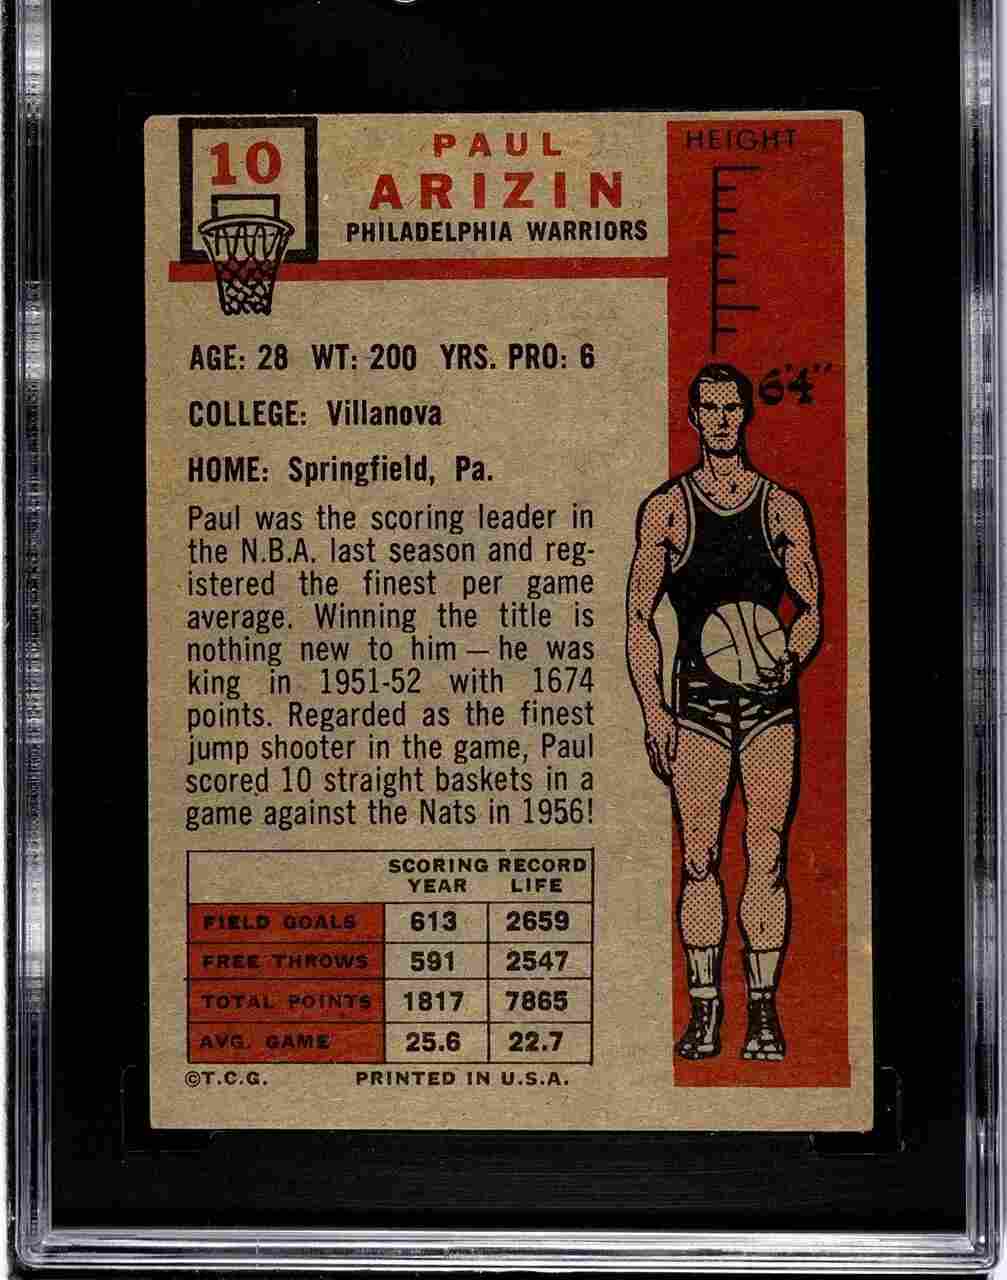 10
PAUL
ARIZIN
PHILADELPHIA WARRIORS
HEIGHT
6'4"
AGE: 28 WT: 200 YRS. PRO: 6
COLLEGE: Villanova
HOME: Springfield, Pa.
Paul was the scoring leader in
the N.B.A. last season and reg-
istered the finest per game
average. Winning the title is
nothing new to him — he was
king in 1951-52 with 1674
points. Regarded as the finest
jump shooter in the game, Paul
scored 10 straight baskets in a
game against the Nats in 1956!
SCORING RECORD
YEAR LIFE
FIELD GOALS 613 2659
FREE THROWS 591 2547
TOTAL POINTS 1817 7865
AVG. GAME 25.6 22.7
©T.C.G. PRINTED IN U.S.A.